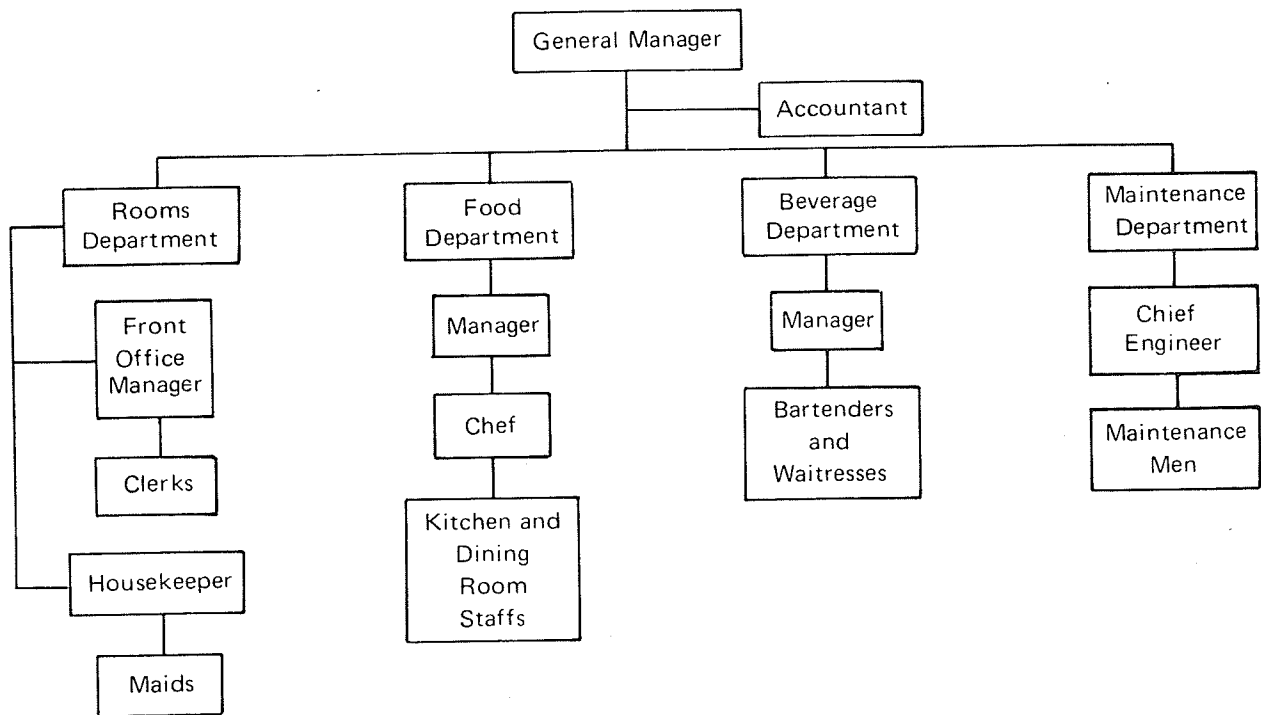 General Manager
Accountant
Rooms
Department
Front
Office
Manager
Clerks
Housekeeper
Maids
Food
Department
Manager
Chef
Kitchen and
Dining
Room
Staffs
Beverage
Department
Manager
Bartenders
and
Waitresses
Maintenance
Department
Chief
Engineer
Maintenance
Men